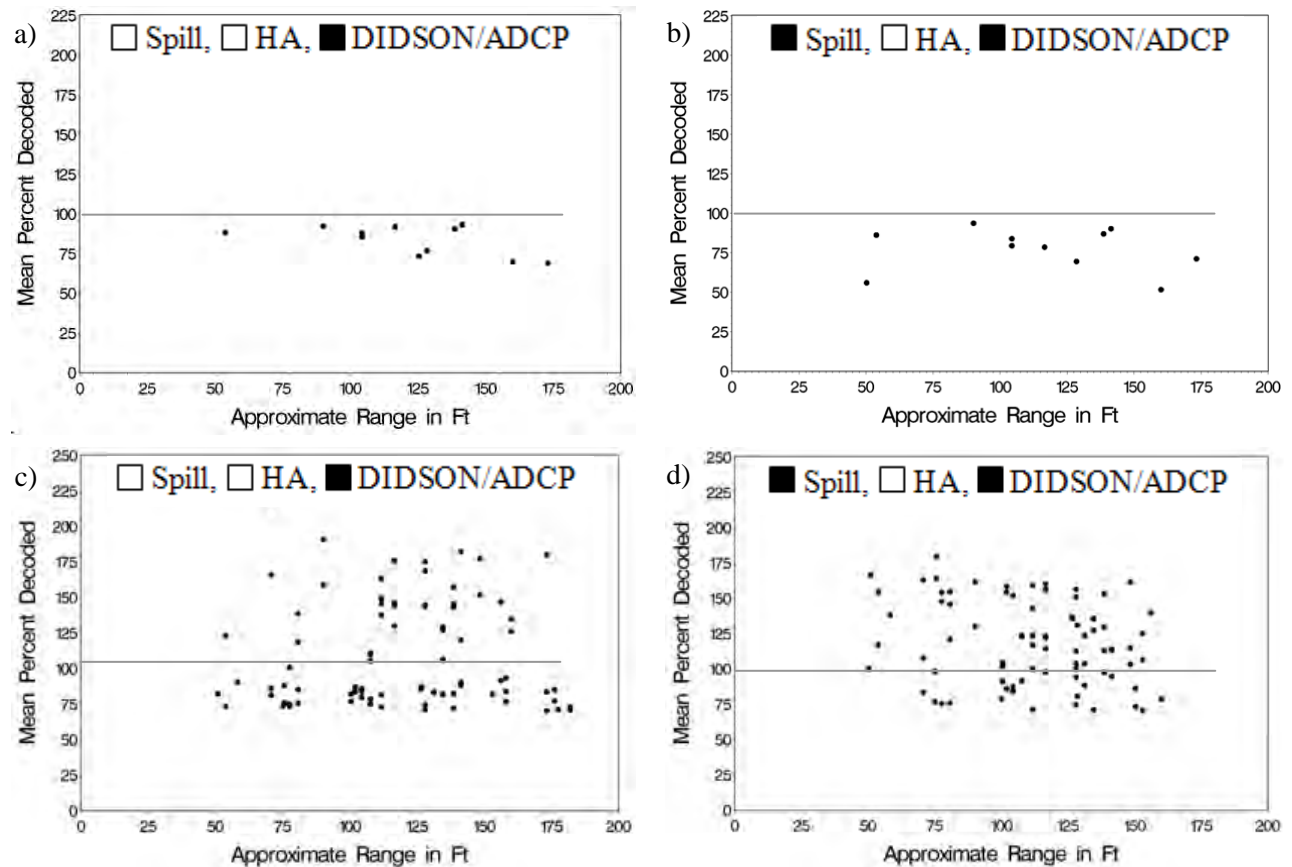 a)
□ Spill, □ HA, ■ DIDSON/ADCP
225
200
175
150
125
100
75
50
25
0
Mean Percent Decoded
0 25 50 75 100 125 150 175 200
Approximate Range in Ft
b)
■ Spill, □ HA, ■ DIDSON/ADCP
225
200
175
150
125
100
75
50
25
0
Mean Percent Decoded
0 25 50 75 100 125 150 175 200
Approximate Range in Ft
c)
□ Spill, □ HA, ■ DIDSON/ADCP
250
225
200
175
150
125
100
75
50
25
0
Mean Percent Decoded
0 25 50 75 100 125 150 175 200
Approximate Range in Ft
d)
■ Spill, □ HA, ■ DIDSON/ADCP
250
225
200
175
150
125
100
75
50
25
0
Mean Percent Decoded
0 25 50 75 100 125 150 175 200
Approximate Range in Ft